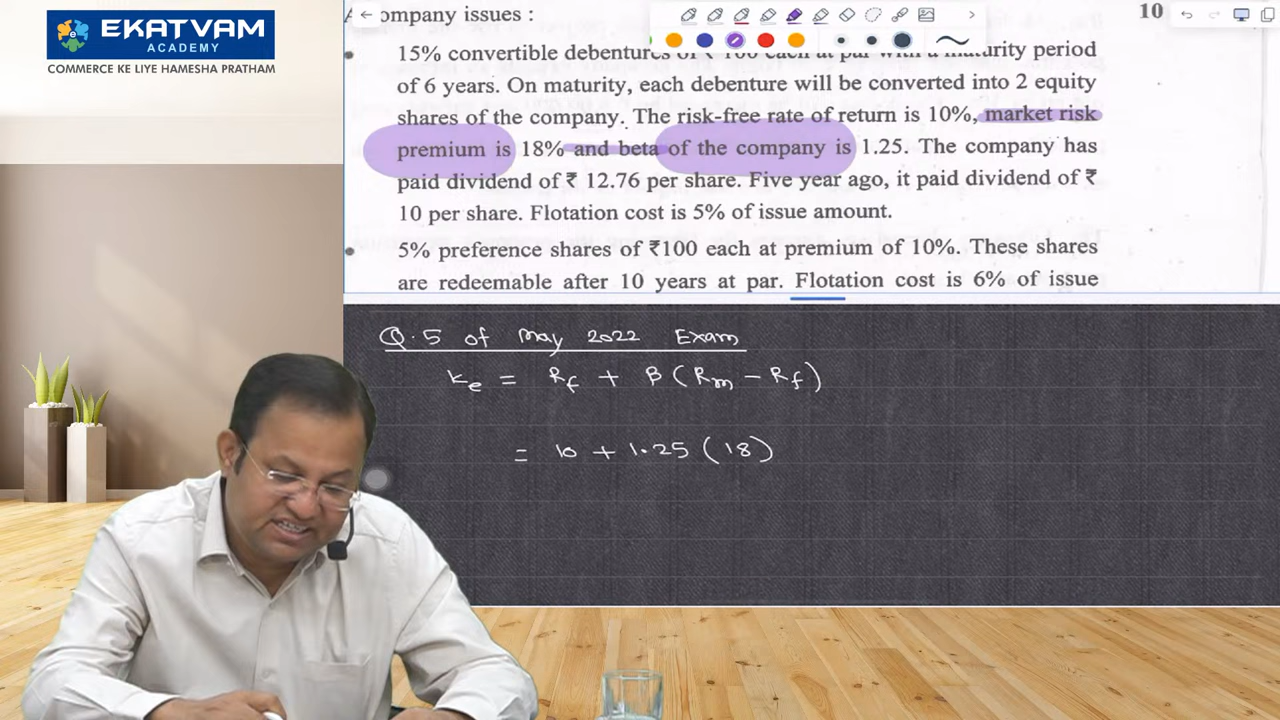 EKATVAM
ACADEMY
COMMERCE KE LIYE HAMESHA PRATHAM
ompany issues :
10
15% convertible debentures of ₹ 100 each at par with a maturity period
of 6 years. On maturity, each debenture will be converted into 2 equity
shares of the company. The risk-free rate of return is 10%, market risk
premium is 18% and beta of the company is 1.25. The company has
paid dividend of ₹ 12.76 per share. Five year ago, it paid dividend of ₹
10 per share. Flotation cost is 5% of issue amount.
5% preference shares of ₹100 each at premium of 10%. These shares
are redeemable after 10 years at par. Flotation cost is 6% of issue
Q.5 of may 2022 Exam
Ke = Rf + B (Rm - Rf)
= 10 + 1.25 (18)